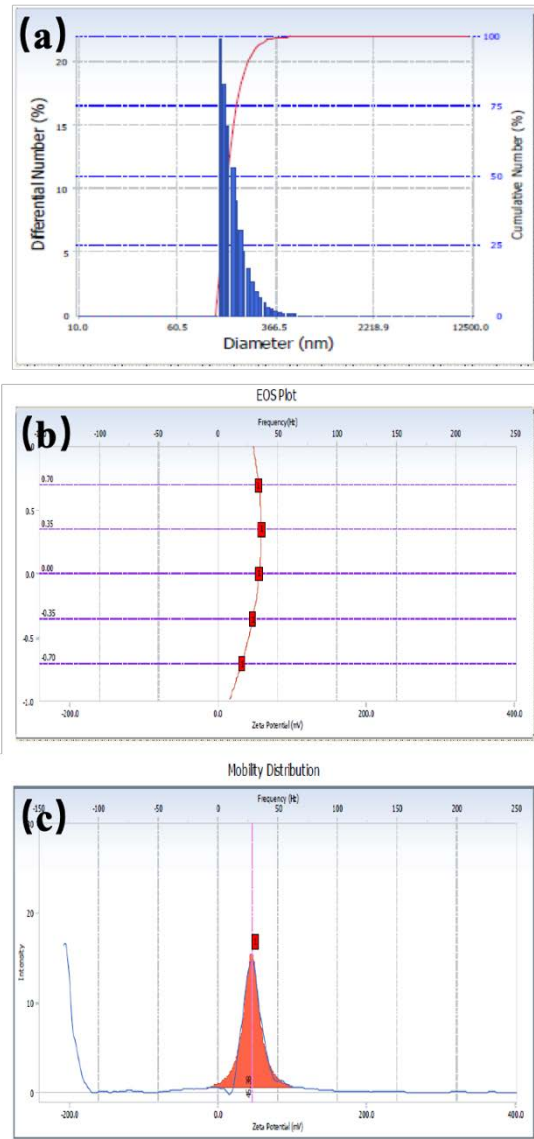 (a)
Differential Number (%)
20
15
10
5
0
100
75
50
25
0
Cumulative Number (%)
10.0 60.5 366.5 2218.9 12500.0
Diameter (nm)
EOS Plot
(b)
Frequency(Hz)
-150 -100 -50 0 50 100 150 200 250
0.70
0.5
0.35
0.00
0.0
-0.35
-0.5
-0.70
-1.0
-200.0 0.0 200.0 400.0
Zeta Potential (mV)
Mobility Distribution
(c)
Frequency (Hz)
-150 -100 -50 0 50 100 150 200 250
30
20
10
0
Intensity
-200.0 0.0 200.0 400.0
Zeta Potential (mV)